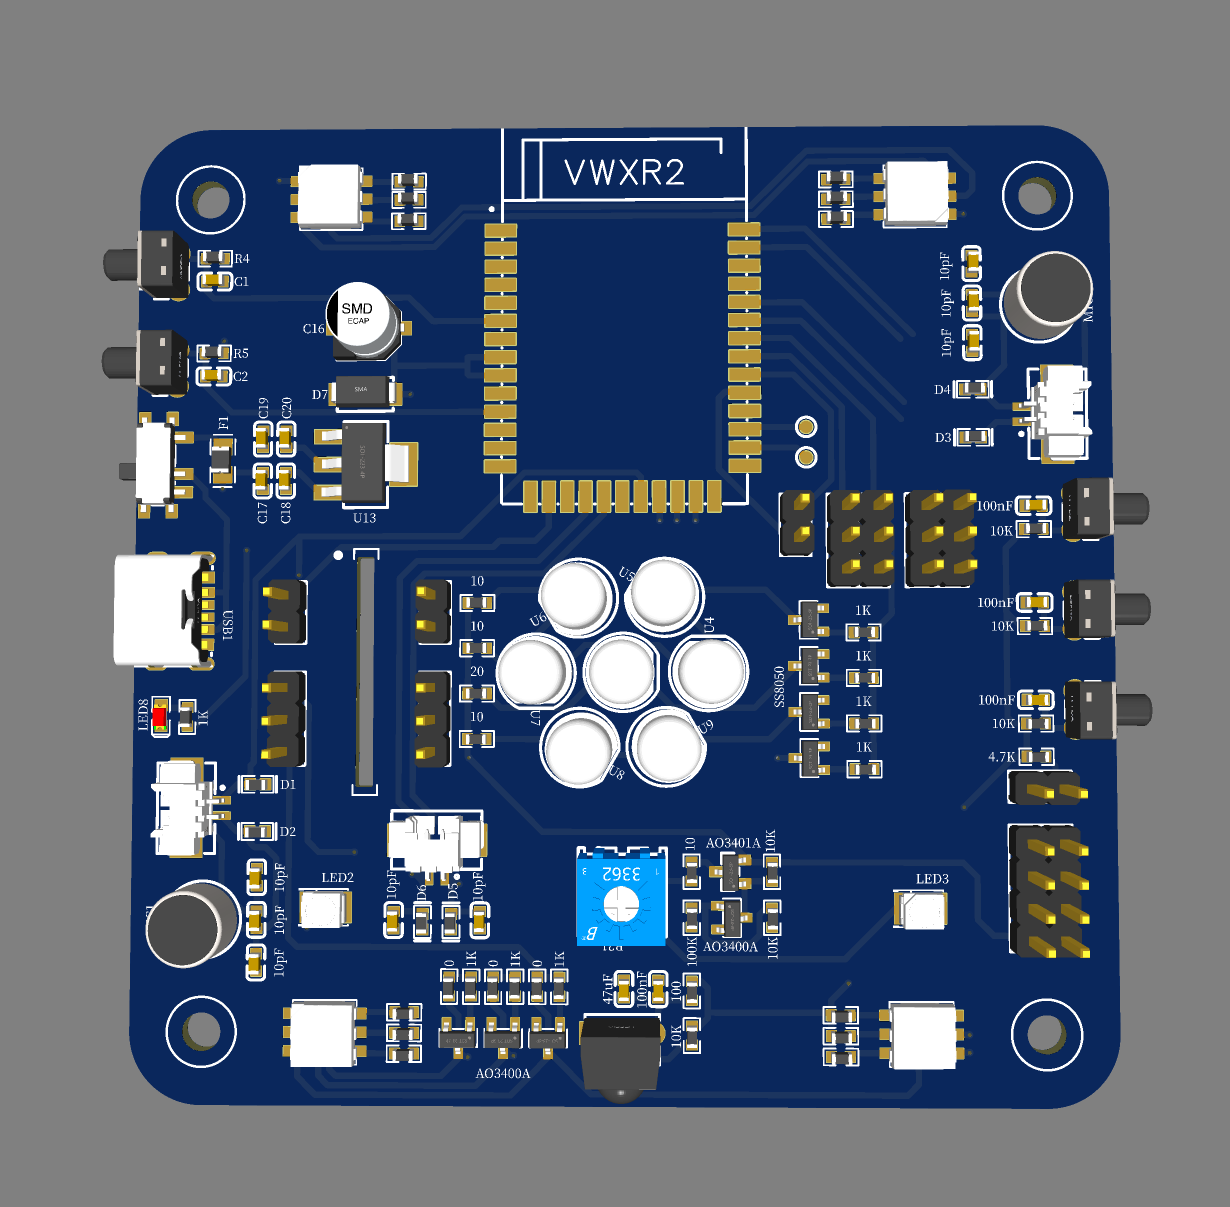 VWXR2
R4
C1
10pF
10pF
10pF
SMD
ECAP
C16
R5
C2
D7
SMA
D4
D3
F1
C19
C20
C17
C18
U13
100nF
10K
USB1
10
10
20
10
U5
U6
U4
U7
U9
U8
SS8050
1K
1K
1K
1K
100nF
10K
100nF
10K
4.7K
LED8
1K
D1
D2
10pF
10pF
10pF
LED2
10pF
D6
D5
10pF
3362
3
1
10
AO3401A
10K
100K
AO3400A
10K
LED3
0
1K
0
1K
0
1K
47uF
100nF
100
10K
AO3400A